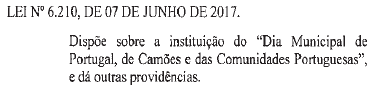 LEI Nº 6.210, DE 07 DE JUNHO DE 2017.
Dispõe sobre a instituição do “Dia Municipal de
Portugal, de Camões e das Comunidades Portuguesas”,
e dá outras providências.